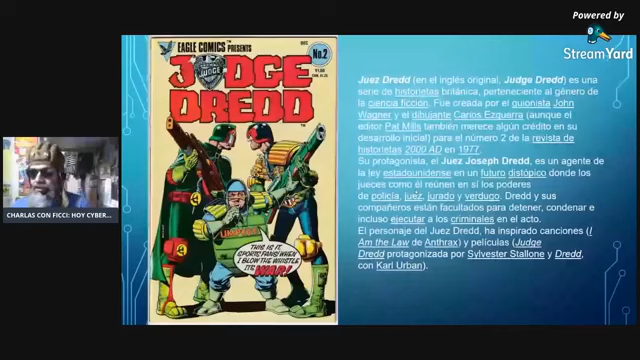 Powered by
StreamYard
EAGLE COMICS PRESENTS
DEC
No.2
JUDGE
JUDGE
DREDD
UMPIRE
THIS IS IT,
SPORTS FANS! WHEN
I BLOW THE WHISTLE
IT'S WAR!
Juez Dredd (en el inglés original, Judge Dredd) es una
serie de historietas británica, perteneciente al género de
la ciencia ficción. Fue creada por el guionista John
Wagner y el dibujante Carlos Ezquerra (aunque el
editor Pat Mills también merece algún crédito en su
desarrollo inicial) para el número 2 de la revista de
historietas 2000 AD en 1977.
Su protagonista, el Juez Joseph Dredd, es un agente de
la ley estadounidense en un futuro distópico donde los
jueces como él reúnen en sí los poderes
de policía, juez, jurado y verdugo. Dredd y sus
compañeros están facultados para detener, condenar e
incluso ejecutar a los criminales en el acto.
El personaje del Juez Dredd, ha inspirado canciones (I
Am the Law de Anthrax) y películas (Judge
Dredd protagonizada por Sylvester Stallone y Dredd,
con Karl Urban).
CHARLAS CON FICCI: HOY CYBER...